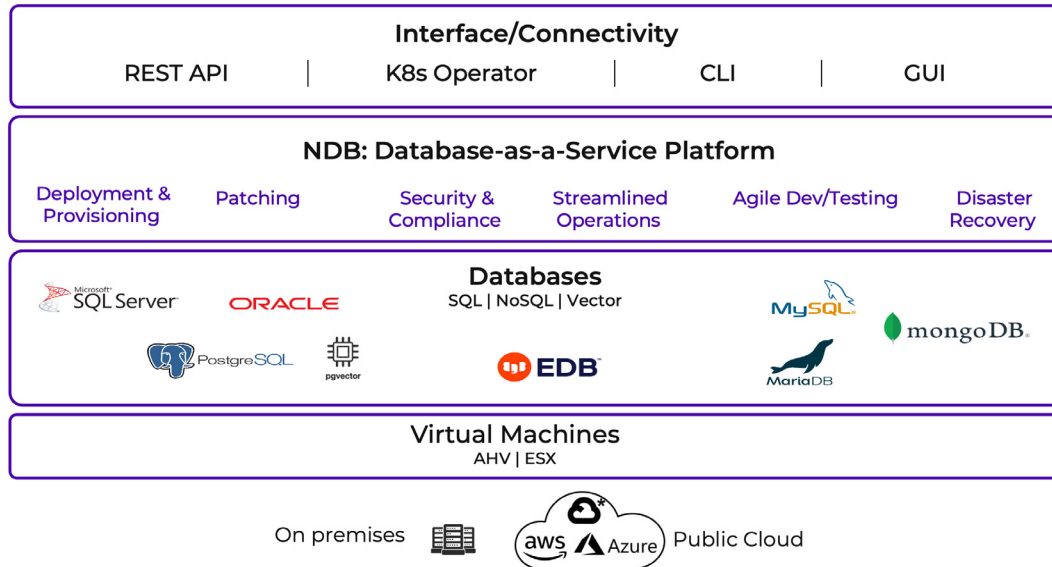 Interface/Connectivity
REST API | K8s Operator | CLI | GUI
NDB: Database-as-a-Service Platform
Deployment &
Provisioning
Patching
Security &
Compliance
Streamlined
Operations
Agile Dev/Testing
Disaster
Recovery
Databases
SQL | NoSQL | Vector
Microsoft®
SQL Server
ORACLE
MySQL®
mongoDB®
PostgreSQL
pgvector
EDB™
MariaDB
Virtual Machines
AHV | ESX
On premises
*
aws
Azure
Public Cloud